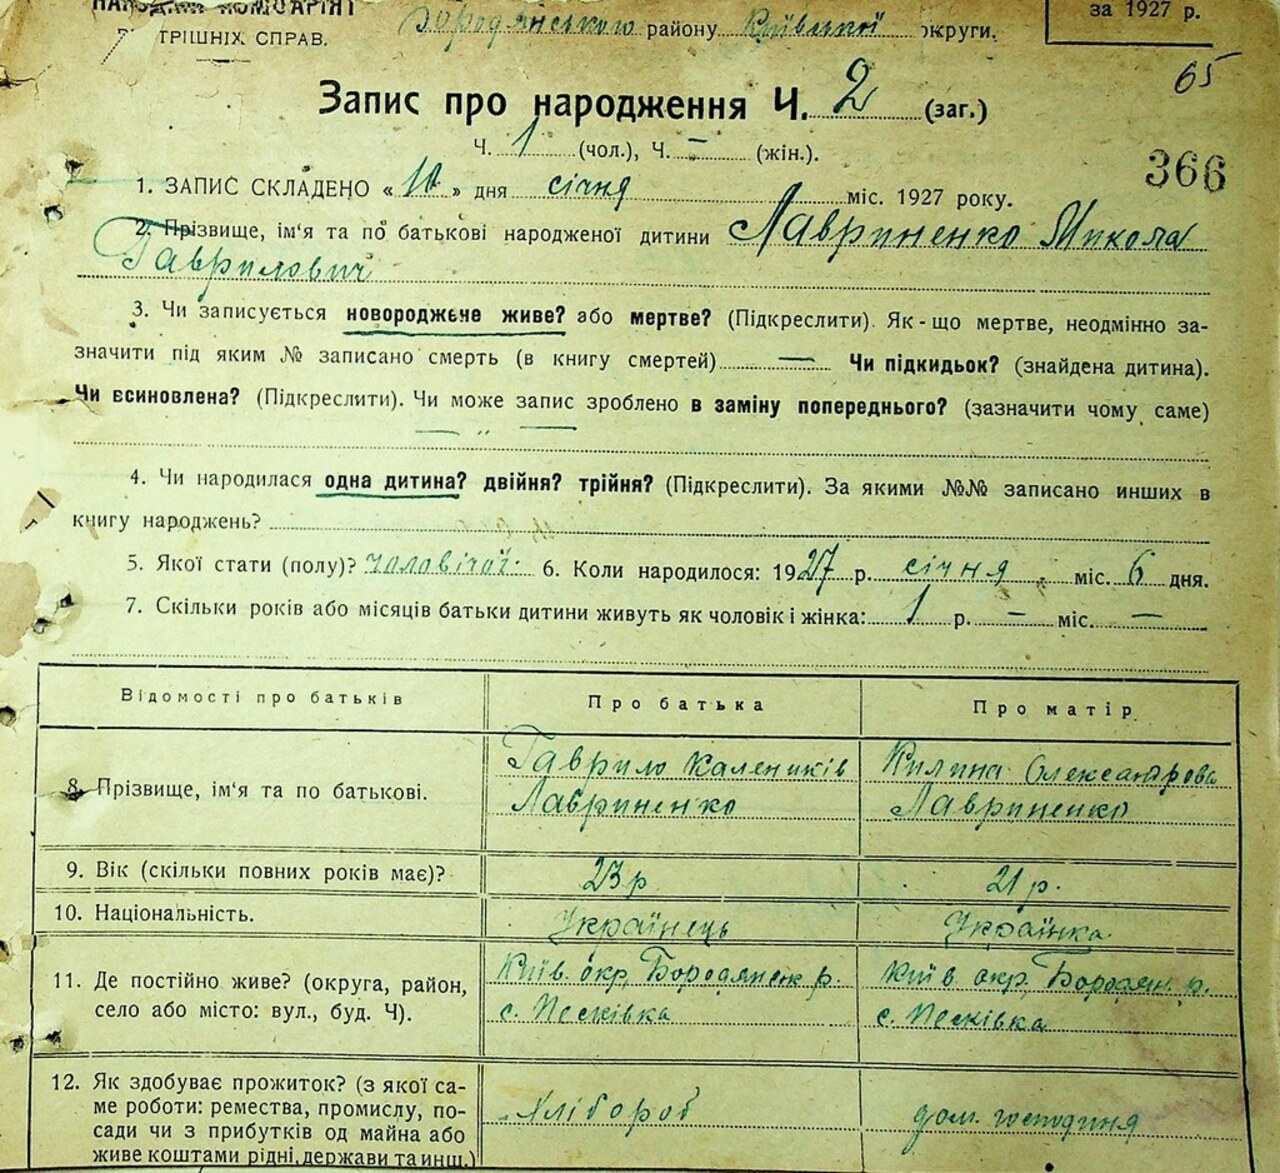 НАРОДНИЙ КОМІСАРІЯТ
ТРІШНІХ СПРАВ.
Бородянського району Київської округи.
за 1927 р.
65
Запис про народження Ч. 2 (заг.)
Ч. 1 (чол.), Ч. – (жін.).
366
1. ЗАПИС СКЛАДЕНО « 10 » дня січня міс. 1927 року.
2. Прізвище, ім'я та по батькові народженої дитини Лавриненко Микола
Гаврилович
3. Чи записується новороджене живе? або мертве? (Підкреслити). Як-що мертве, неодмінно за-
значити під яким № записано смерть (в книгу смертей) — Чи підкидьок? (знайдена дитина).
Чи всиновлена? (Підкреслити). Чи може запис зроблено в заміну попереднього? (зазначити чому саме)
— " —
4. Чи народилася одна дитина? двійня? трійня? (Підкреслити). За якими №№ записано инших в
книгу народжень?
5. Якої стати (полу)? чоловічої 6. Коли народилося: 1927 р. січня міс. 6 дня.
7. Скільки років або місяців батьки дитини живуть як чоловік і жінка: 1 р. – міс. —
Відомості про батьків Про батька Про матір
8. Прізвище, ім'я та по батькові. Гаврило Калеників Килина Олександрова
Лавриненко Лавриненко
9. Вік (скільки повних років має)? 23 р 21 р.
10. Національність. Українець Українка
11. Де постійно живе? (округа, район, Київ. окр, Бородянськ р. Київ. окр. Бородян. р.
село або місто: вул., буд. Ч). с. Песківка с. Песківка
12. Як здобуває прожиток? (з якої са-
ме роботи: ремества, промислу, по- Хлібороб дом. господиня
сади чи з прибутків од майна або
живе коштами рідні, держави та инш.)